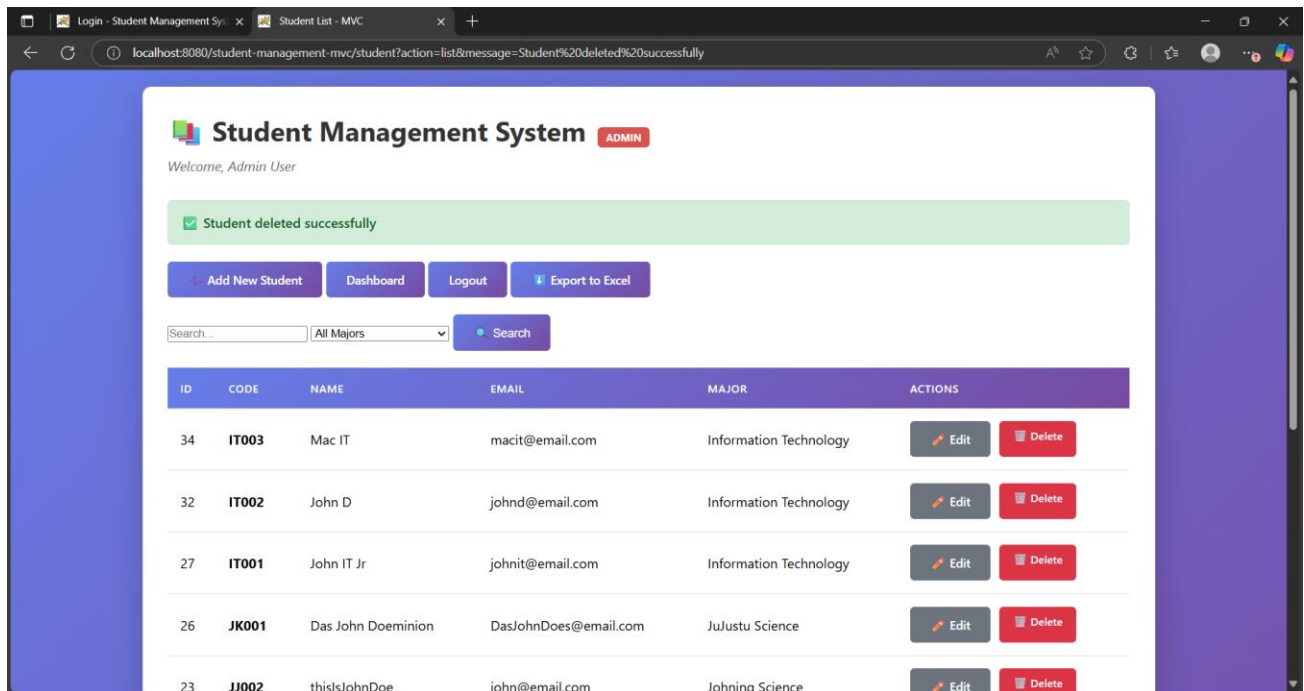 Login - Student Management Sys
Student List - MVC
localhost:8080/student-management-mvc/student?action=list&message=Student%20deleted%20successfully
Student Management System ADMIN
Welcome, Admin User
Student deleted successfully
Add New Student Dashboard Logout Export to Excel
Search... All Majors Search
ID CODE NAME EMAIL MAJOR ACTIONS
34 IT003 Mac IT macit@email.com Information Technology Edit Delete
32 IT002 John D johnd@email.com Information Technology Edit Delete
27 IT001 John IT Jr johnit@email.com Information Technology Edit Delete
26 JK001 Das John Doeminion DasJohnDoes@email.com JuJustu Science Edit Delete
23 JJ002 thisIsJohnDoe john@email.com Johning Science Edit Delete